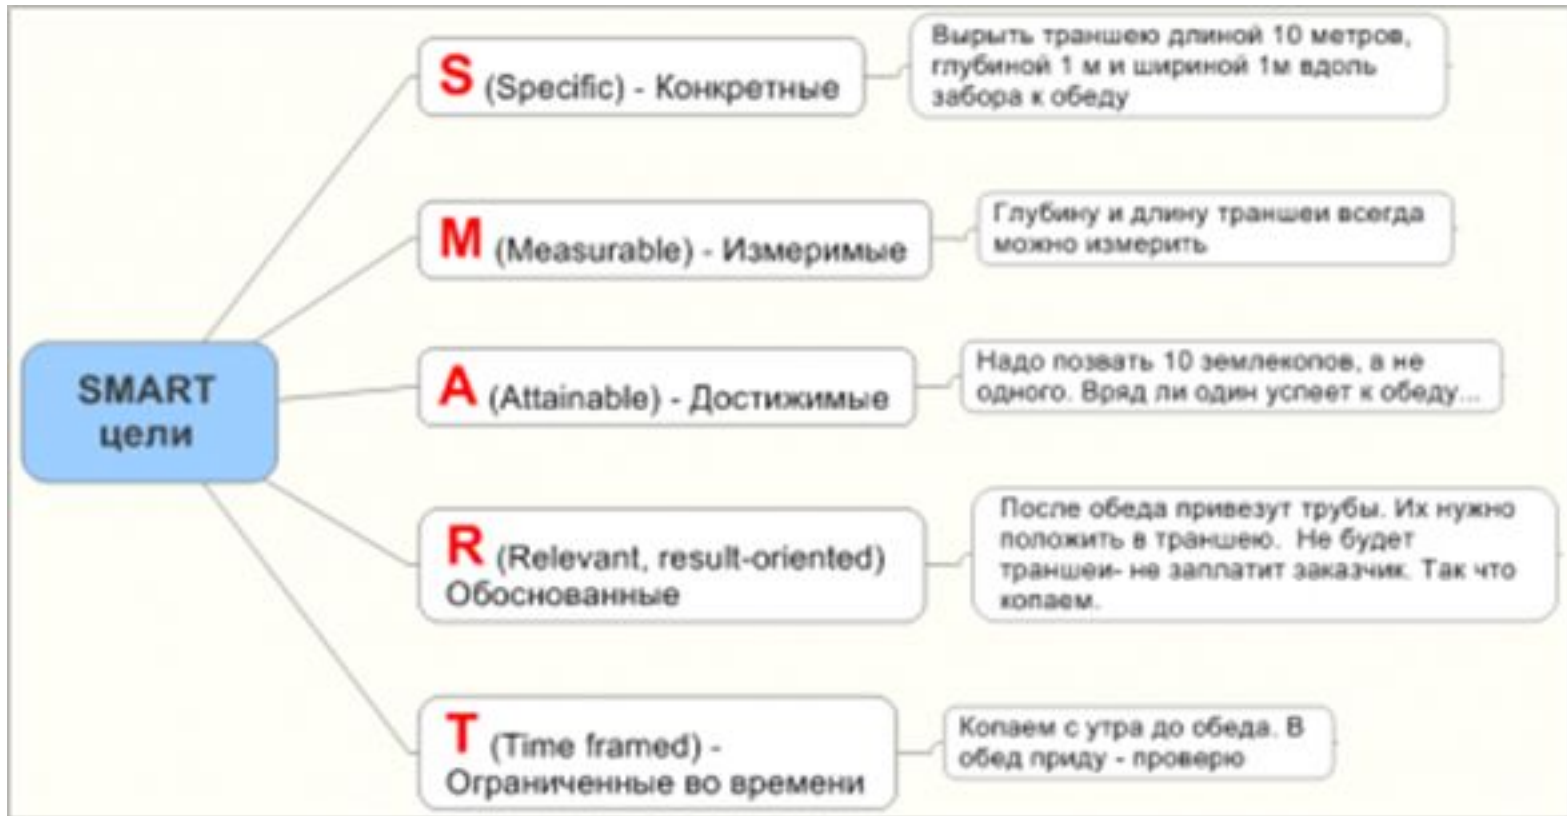 SMART
цели
S (Specific) - Конкретные
Вырыть траншею длиной 10 метров,
глубиной 1 м и шириной 1м вдоль
забора к обеду
M (Measurable) - Измеримые
Глубину и длину траншеи всегда
можно измерить
A (Attainable) - Достижимые
Надо позвать 10 землекопов, а не
одного. Вряд ли один успеет к обеду...
R (Relevant, result-oriented)
Обоснованные
После обеда привезут трубы. Их нужно
положить в траншею. Не будет
траншеи- не заплатит заказчик. Так что
копаем.
T (Time framed) -
Ограниченные во времени
Копаем с утра до обеда. В
обед приду - проверю